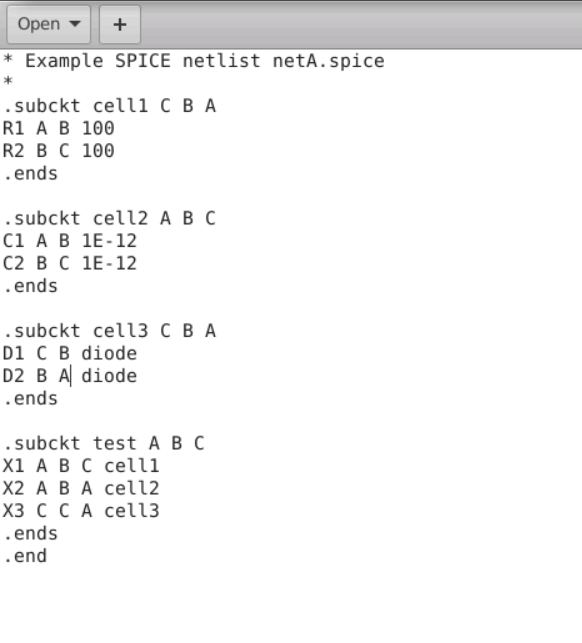 Open +
* Example SPICE netlist netA.spice
*
.subckt cell1 C B A
R1 A B 100
R2 B C 100
.ends
.subckt cell2 A B C
C1 A B 1E-12
C2 B C 1E-12
.ends
.subckt cell3 C B A
D1 C B diode
D2 B A diode
.ends
.subckt test A B C
X1 A B C cell1
X2 A B A cell2
X3 C C A cell3
.ends
.end